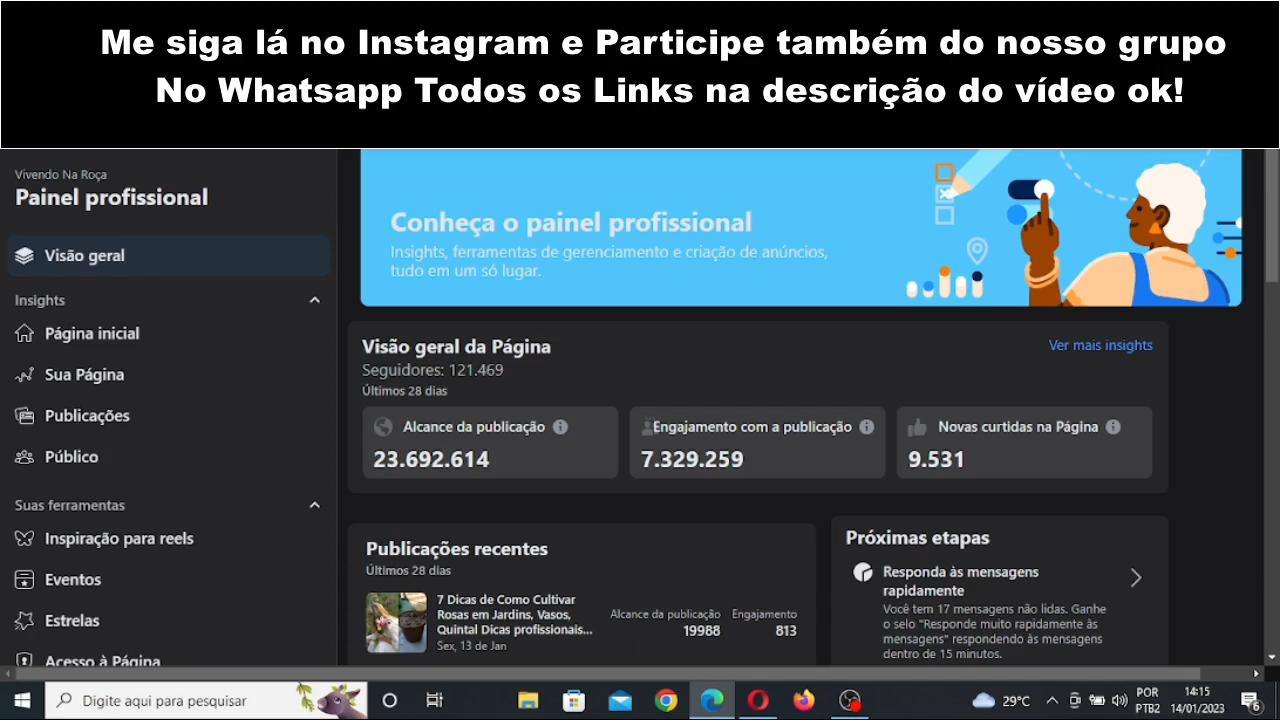 Me siga lá no Instagram e Participe também do nosso grupo
No Whatsapp Todos os Links na descrição do vídeo ok!
Vivendo Na Roça
Painel profissional
Visão geral
Insights
Página inicial
Sua Página
Publicações
Público
Suas ferramentas
Inspiração para reels
Eventos
Estrelas
Acesso à Página
Conheça o painel profissional
Insights, ferramentas de gerenciamento e criação de anúncios,
tudo em um só lugar.
Visão geral da Página
Ver mais insights
Seguidores: 121.469
Últimos 28 dias
Alcance da publicação
23.692.614
Engajamento com a publicação
7.329.259
Novas curtidas na Página
9.531
Publicações recentes
Últimos 28 dias
7 Dicas de Como Cultivar
Rosas em Jardins, Vasos,
Quintal Dicas profissionais...
Sex, 13 de Jan
Alcance da publicação
19988
Engajamento
813
Próximas etapas
Responda às mensagens
rapidamente
Você tem 17 mensagens não lidas. Ganhe
o selo "Responde muito rapidamente às
mensagens" respondendo às mensagens
dentro de 15 minutos.
Digite aqui para pesquisar
29°C
POR
PTB2
14:15
14/01/2023
6